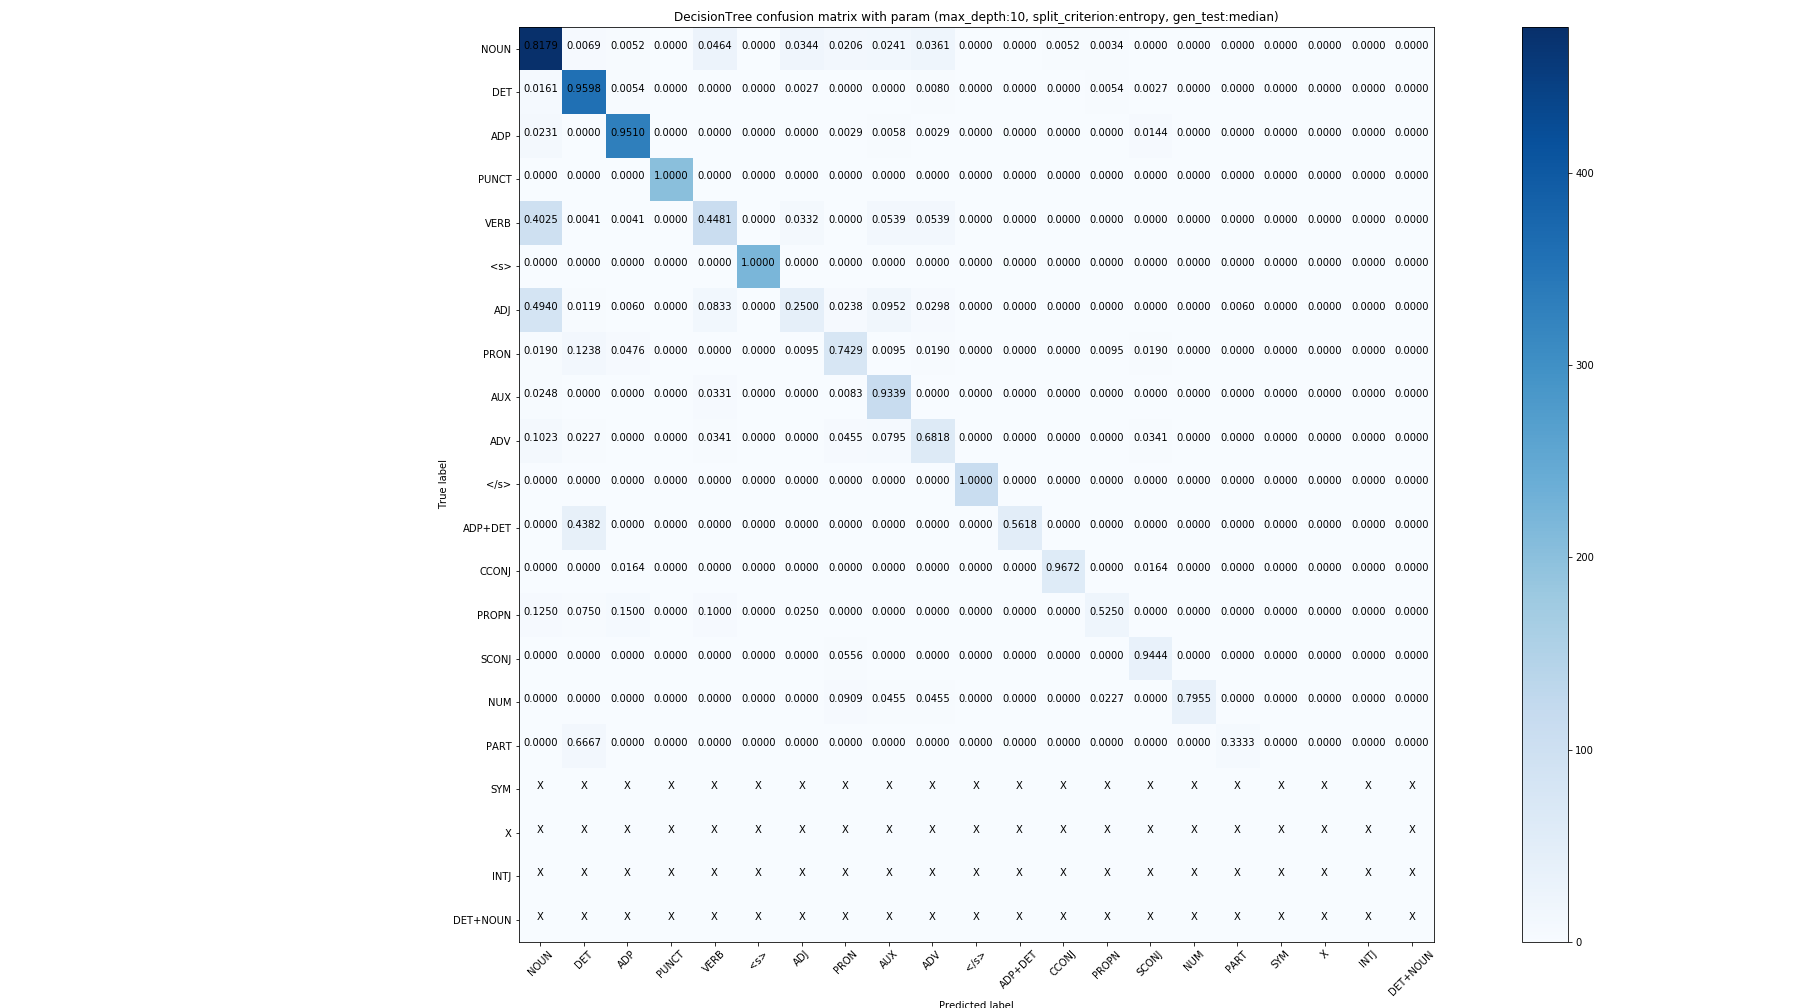 DecisionTree confusion matrix with param (max_depth:10, split_criterion:entropy, gen_test:median)
NOUN 0.8179 0.0069 0.0052 0.0000 0.0464 0.0000 0.0344 0.0206 0.0241 0.0361 0.0000 0.0000 0.0052 0.0034 0.0000 0.0000 0.0000 0.0000 0.0000 0.0000 0.0000
DET 0.0161 0.9598 0.0054 0.0000 0.0000 0.0000 0.0027 0.0000 0.0000 0.0080 0.0000 0.0000 0.0000 0.0054 0.0027 0.0000 0.0000 0.0000 0.0000 0.0000 0.0000
ADP 0.0231 0.0000 0.9510 0.0000 0.0000 0.0000 0.0000 0.0029 0.0058 0.0029 0.0000 0.0000 0.0000 0.0000 0.0144 0.0000 0.0000 0.0000 0.0000 0.0000 0.0000
PUNCT 0.0000 0.0000 0.0000 1.0000 0.0000 0.0000 0.0000 0.0000 0.0000 0.0000 0.0000 0.0000 0.0000 0.0000 0.0000 0.0000 0.0000 0.0000 0.0000 0.0000 0.0000
VERB 0.4025 0.0041 0.0041 0.0000 0.4481 0.0000 0.0332 0.0000 0.0539 0.0539 0.0000 0.0000 0.0000 0.0000 0.0000 0.0000 0.0000 0.0000 0.0000 0.0000 0.0000
<s> 0.0000 0.0000 0.0000 0.0000 0.0000 1.0000 0.0000 0.0000 0.0000 0.0000 0.0000 0.0000 0.0000 0.0000 0.0000 0.0000 0.0000 0.0000 0.0000 0.0000 0.0000
ADJ 0.4940 0.0119 0.0060 0.0000 0.0833 0.0000 0.2500 0.0238 0.0952 0.0298 0.0000 0.0000 0.0000 0.0000 0.0000 0.0000 0.0060 0.0000 0.0000 0.0000 0.0000
PRON 0.0190 0.1238 0.0476 0.0000 0.0000 0.0000 0.0095 0.7429 0.0095 0.0190 0.0000 0.0000 0.0000 0.0095 0.0190 0.0000 0.0000 0.0000 0.0000 0.0000 0.0000
AUX 0.0248 0.0000 0.0000 0.0000 0.0331 0.0000 0.0000 0.0083 0.9339 0.0000 0.0000 0.0000 0.0000 0.0000 0.0000 0.0000 0.0000 0.0000 0.0000 0.0000 0.0000
ADV 0.1023 0.0227 0.0000 0.0000 0.0341 0.0000 0.0000 0.0455 0.0795 0.6818 0.0000 0.0000 0.0000 0.0000 0.0341 0.0000 0.0000 0.0000 0.0000 0.0000 0.0000
</s> 0.0000 0.0000 0.0000 0.0000 0.0000 0.0000 0.0000 0.0000 0.0000 0.0000 1.0000 0.0000 0.0000 0.0000 0.0000 0.0000 0.0000 0.0000 0.0000 0.0000 0.0000
ADP+DET 0.0000 0.4382 0.0000 0.0000 0.0000 0.0000 0.0000 0.0000 0.0000 0.0000 0.0000 0.5618 0.0000 0.0000 0.0000 0.0000 0.0000 0.0000 0.0000 0.0000 0.0000
CCONJ 0.0000 0.0000 0.0164 0.0000 0.0000 0.0000 0.0000 0.0000 0.0000 0.0000 0.0000 0.0000 0.9672 0.0000 0.0164 0.0000 0.0000 0.0000 0.0000 0.0000 0.0000
PROPN 0.1250 0.0750 0.1500 0.0000 0.1000 0.0000 0.0250 0.0000 0.0000 0.0000 0.0000 0.0000 0.0000 0.5250 0.0000 0.0000 0.0000 0.0000 0.0000 0.0000 0.0000
SCONJ 0.0000 0.0000 0.0000 0.0000 0.0000 0.0000 0.0000 0.0556 0.0000 0.0000 0.0000 0.0000 0.0000 0.0000 0.9444 0.0000 0.0000 0.0000 0.0000 0.0000 0.0000
NUM 0.0000 0.0000 0.0000 0.0000 0.0000 0.0000 0.0000 0.0909 0.0455 0.0455 0.0000 0.0000 0.0000 0.0227 0.0000 0.7955 0.0000 0.0000 0.0000 0.0000 0.0000
PART 0.0000 0.6667 0.0000 0.0000 0.0000 0.0000 0.0000 0.0000 0.0000 0.0000 0.0000 0.0000 0.0000 0.0000 0.0000 0.0000 0.3333 0.0000 0.0000 0.0000 0.0000
SYM X X X X X X X X X X X X X X X X X X X X X
X X X X X X X X X X X X X X X X X X X X X X
INTJ X X X X X X X X X X X X X X X X X X X X X
DET+NOUN X X X X X X X X X X X X X X X X X X X X X
NOUN DET ADP PUNCT VERB <s> ADJ PRON AUX ADV </s> ADP+DET CCONJ PROPN SCONJ NUM PART SYM X INTJ DET+NOUN
True label
Predicted label
400
300
200
100
0